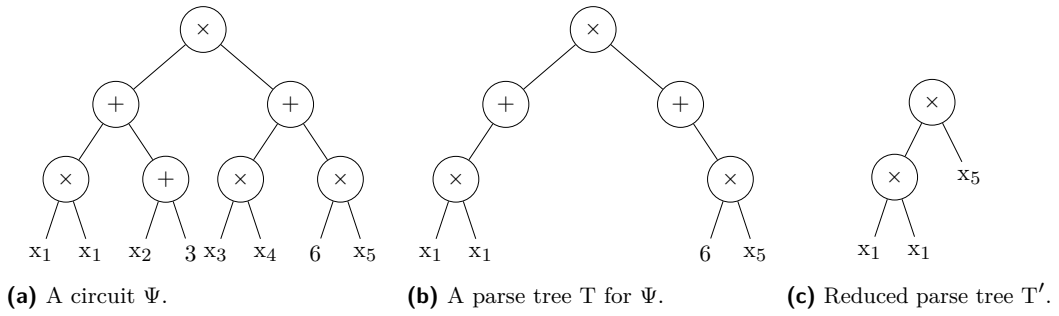 × × ×
+ + + +
× + × × × × × x₅
x₁ x₁ x₂ 3 x₃ x₄ 6 x₅ x₁ x₁ 6 x₅ x₁ x₁
(a) A circuit Ψ. (b) A parse tree T for Ψ. (c) Reduced parse tree T′.